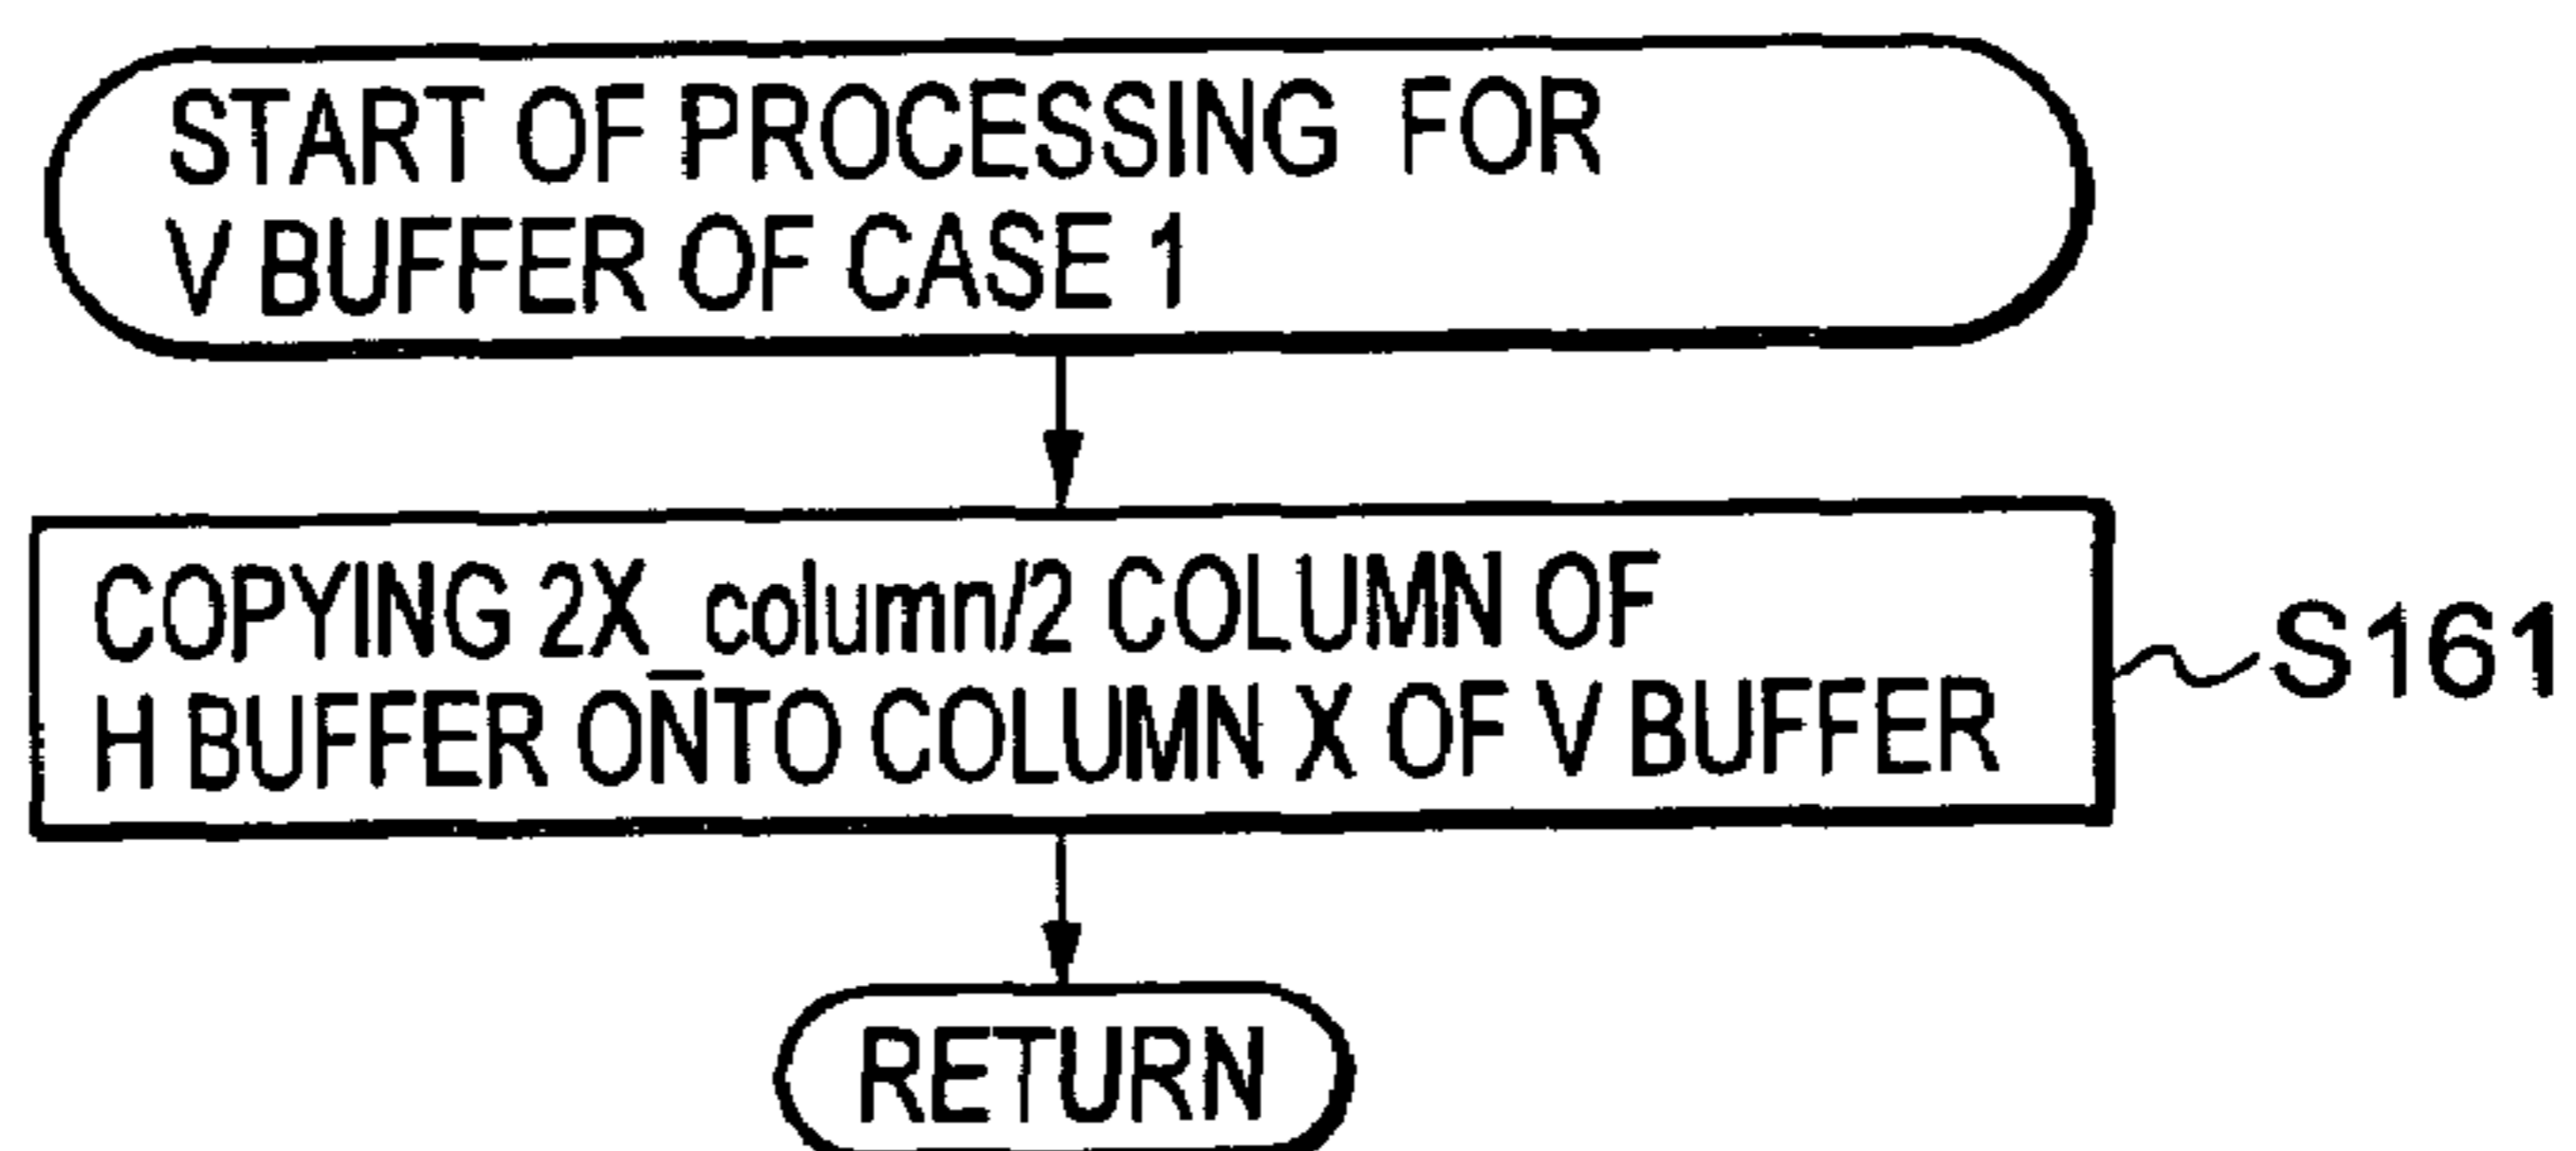 START OF PROCESSING FOR
V BUFFER OF CASE 1
COPYING 2X_column/2 COLUMN OF
H BUFFER ONTO COLUMN X OF V BUFFER
S161
RETURN